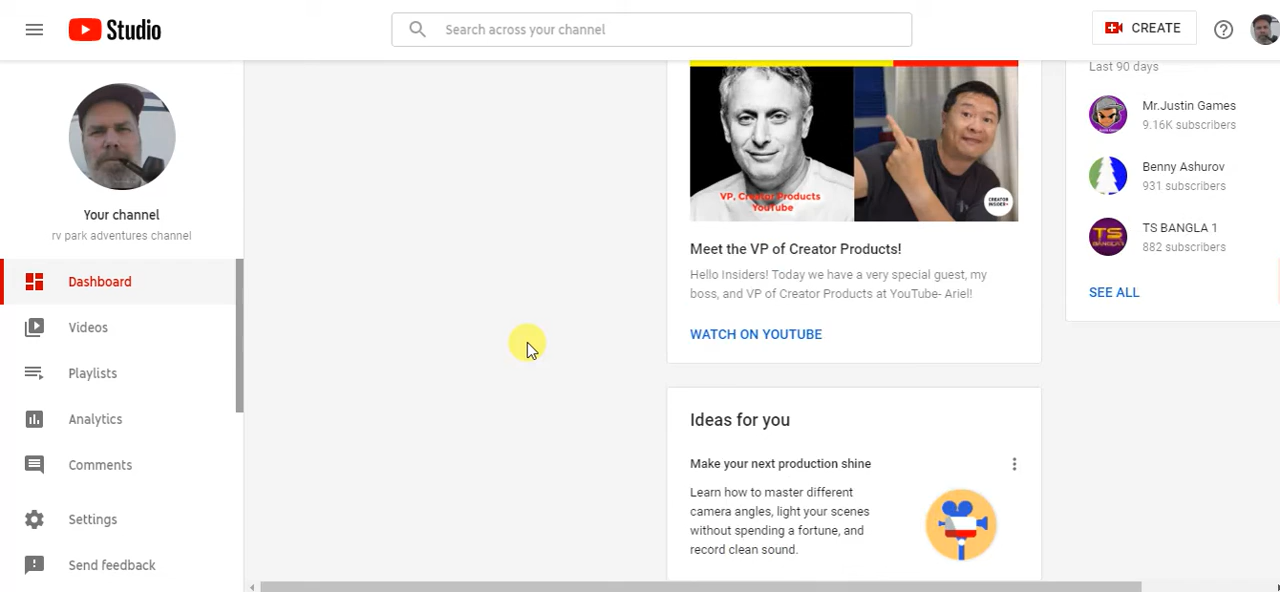 Studio
Search across your channel
CREATE
Your channel
rv park adventures channel
Dashboard
Videos
Playlists
Analytics
Comments
Settings
Send feedback
VP, Creator Products
YouTube
CREATOR
INSIDER
Meet the VP of Creator Products!
Hello Insiders! Today we have a very special guest, my
boss, and VP of Creator Products at YouTube- Ariel!
WATCH ON YOUTUBE
Ideas for you
Make your next production shine
Learn how to master different
camera angles, light your scenes
without spending a fortune, and
record clean sound.
Last 90 days
Mr.Justin Games
9.16K subscribers
Benny Ashurov
931 subscribers
TS
BANGLA
TS BANGLA 1
882 subscribers
SEE ALL